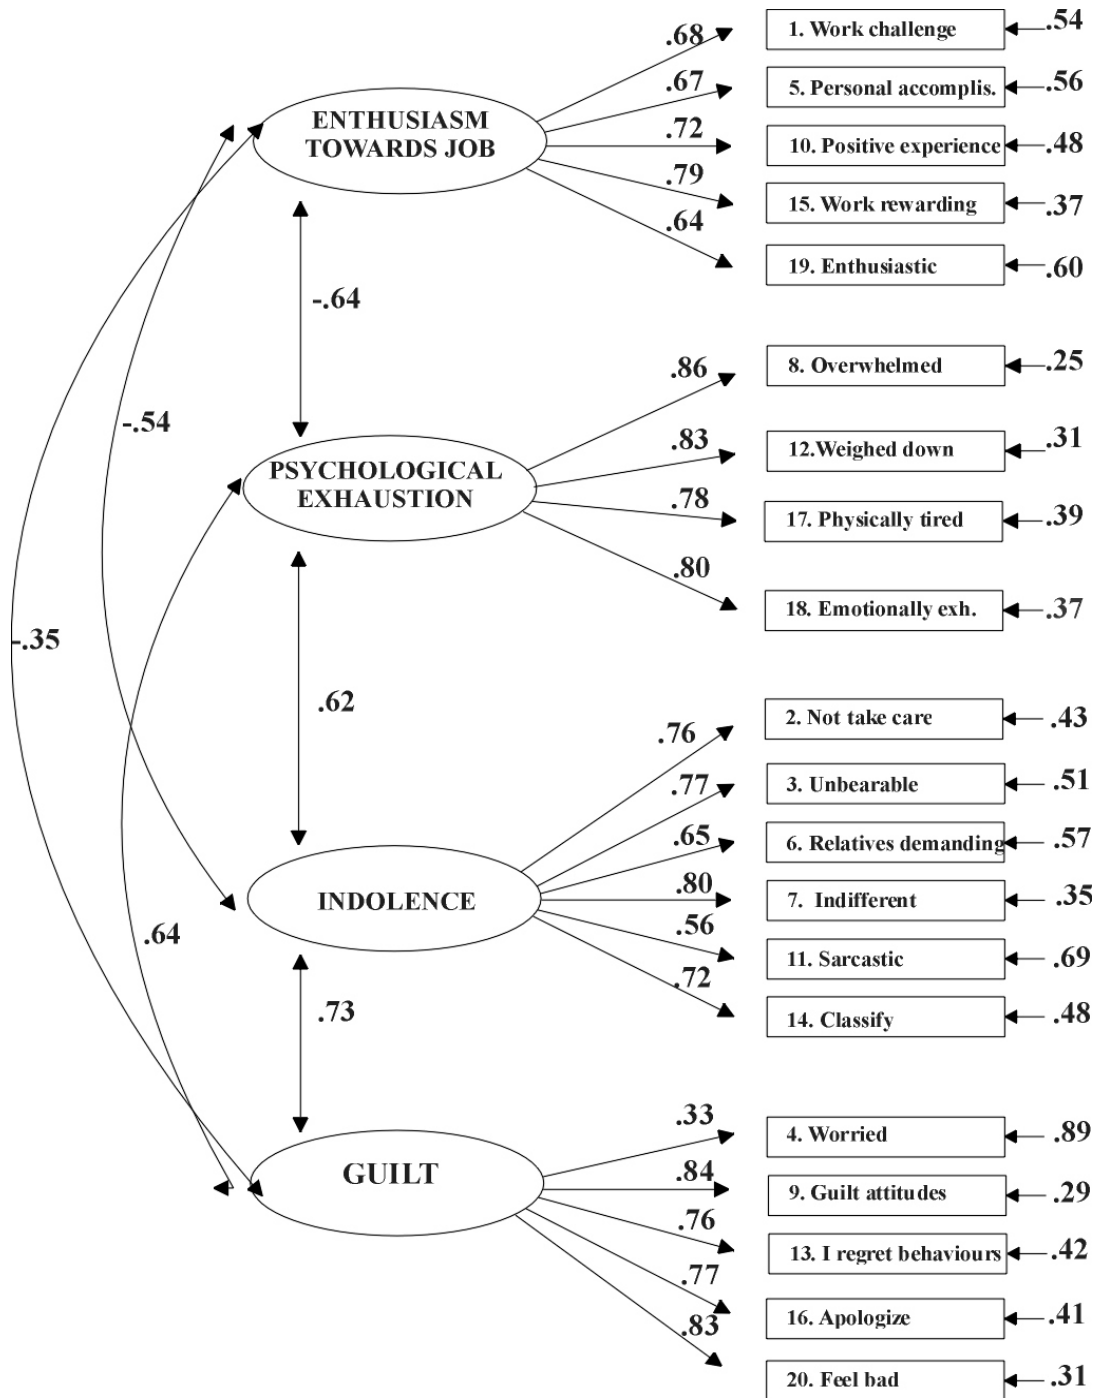 .68
1. Work challenge
.54
.67
5. Personal accomplis.
.56
ENTHUSIASM
TOWARDS JOB
.72
10. Positive experience
.48
.79
15. Work rewarding
.37
.64
19. Enthusiastic
.60
-.64
.86
8. Overwhelmed
.25
-.54
.83
12.Weighed down
.31
PSYCHOLOGICAL
EXHAUSTION
.78
17. Physically tired
.39
.80
18. Emotionally exh.
.37
-.35
.62
.76
2. Not take care
.43
.77
3. Unbearable
.51
.65
6. Relatives demanding
.57
INDOLENCE
.80
7. Indifferent
.35
.64
.56
11. Sarcastic
.69
.72
14. Classify
.48
.73
.33
4. Worried
.89
GUILT
.84
9. Guilt attitudes
.29
.76
13. I regret behaviours
.42
.77
16. Apologize
.41
.83
20. Feel bad
.31